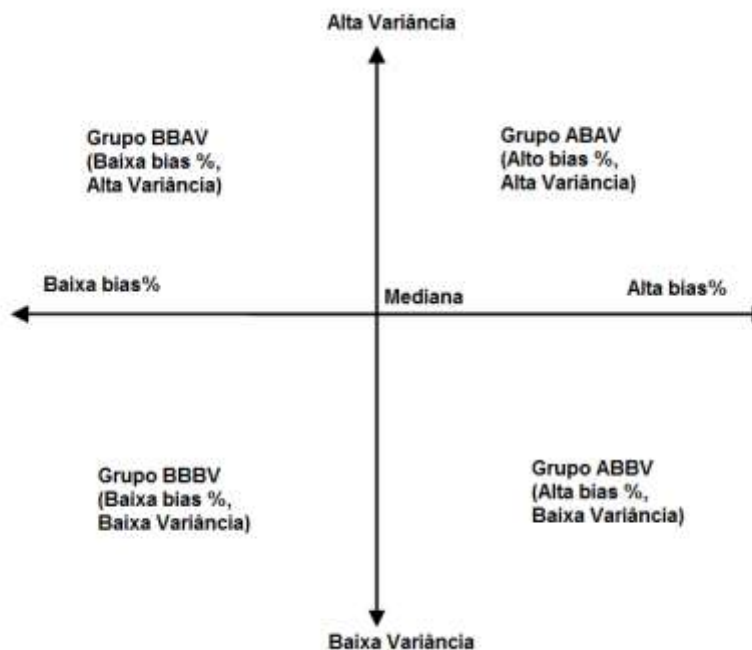 Alta Variância
Grupo BBAV
(Baixa bias %,
Alta Variância)
Grupo ABAV
(Alto bias %,
Alta Variância)
Baixa bias%
Mediana
Alta bias%
Grupo BBBV
(Baixa bias %,
Baixa Variância)
Grupo ABBV
(Alta bias %,
Baixa Variância)
Baixa Variância